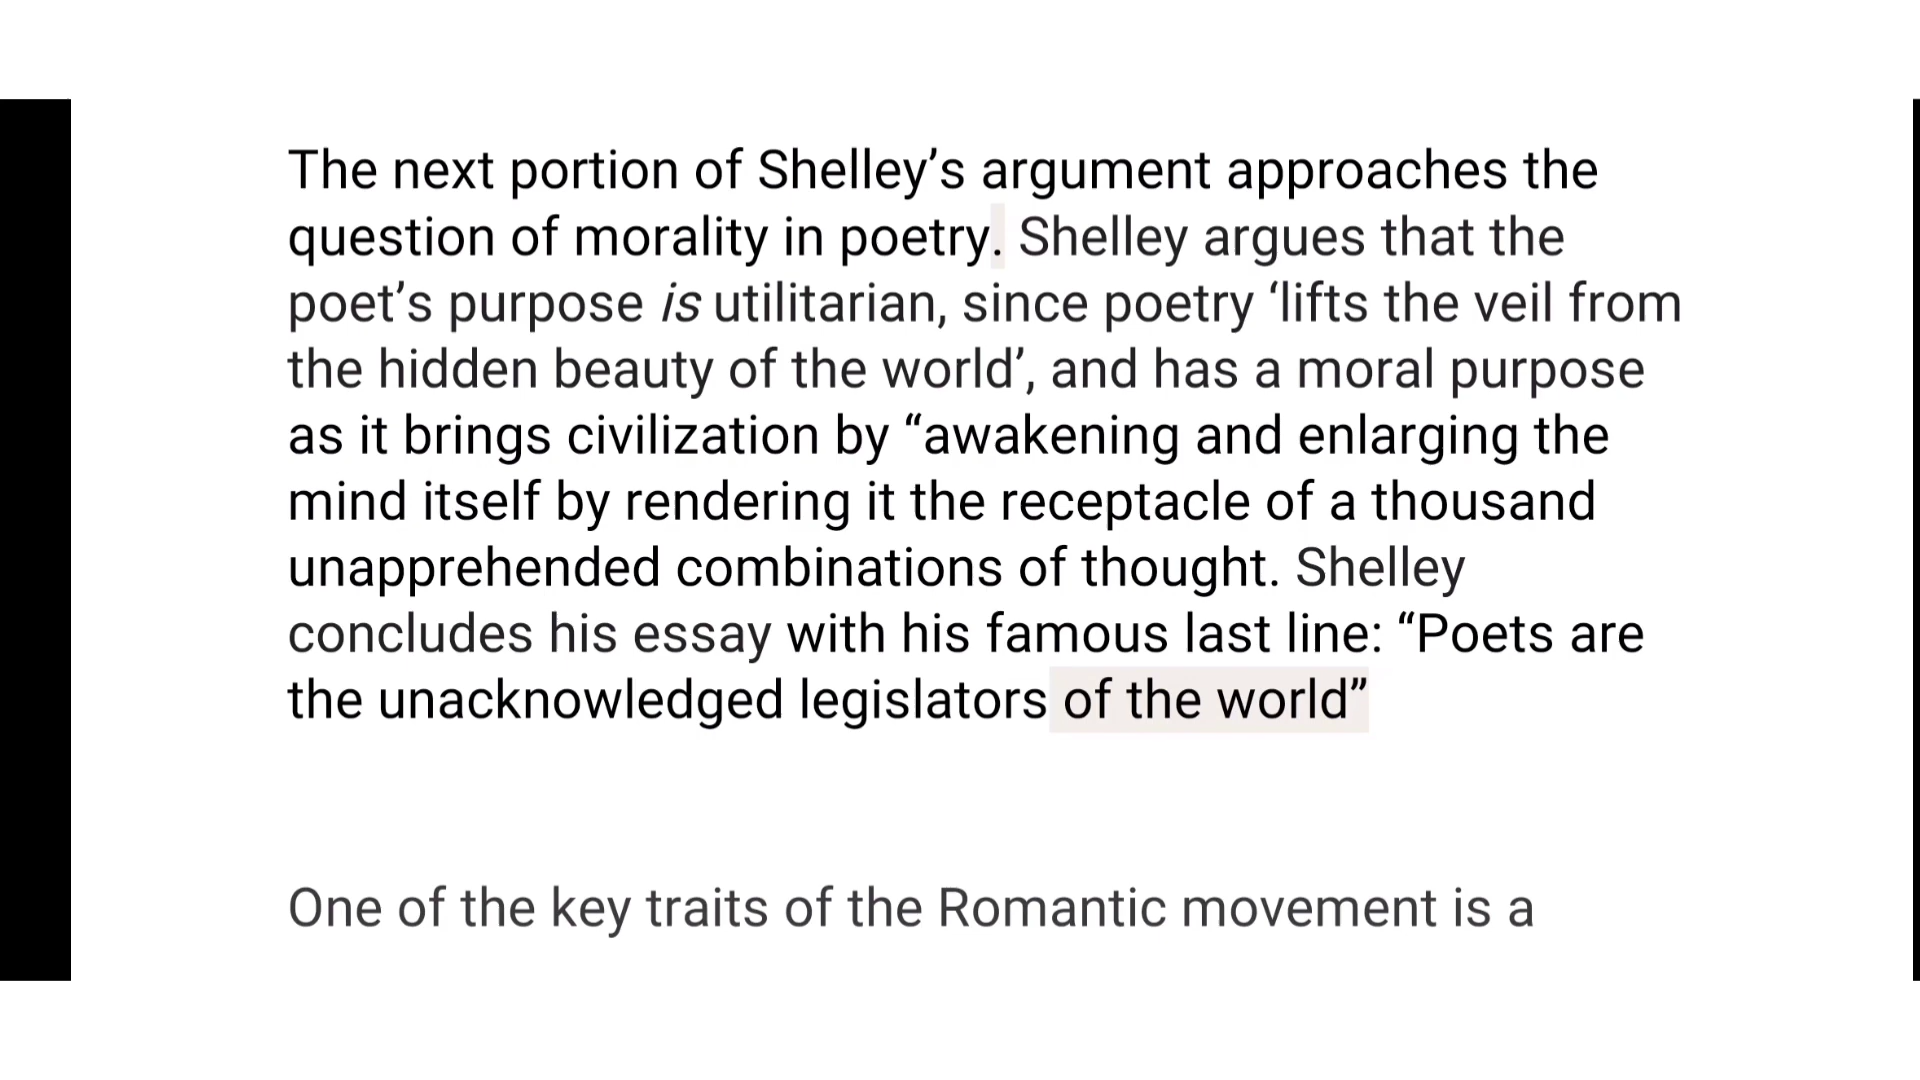 The next portion of Shelley’s argument approaches the
question of morality in poetry. Shelley argues that the
poet’s purpose is utilitarian, since poetry ‘lifts the veil from
the hidden beauty of the world’, and has a moral purpose
as it brings civilization by “awakening and enlarging the
mind itself by rendering it the receptacle of a thousand
unapprehended combinations of thought. Shelley
concludes his essay with his famous last line: “Poets are
the unacknowledged legislators of the world”
One of the key traits of the Romantic movement is a